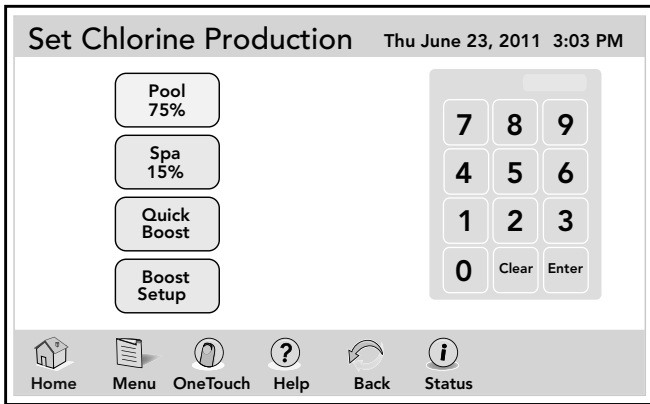 Set Chlorine Production Thu June 23, 2011 3:03 PM
Pool
75%
Spa
15%
Quick
Boost
Boost
Setup
7 8 9
4 5 6
1 2 3
0 Clear Enter
? i
Home Menu OneTouch Help Back Status